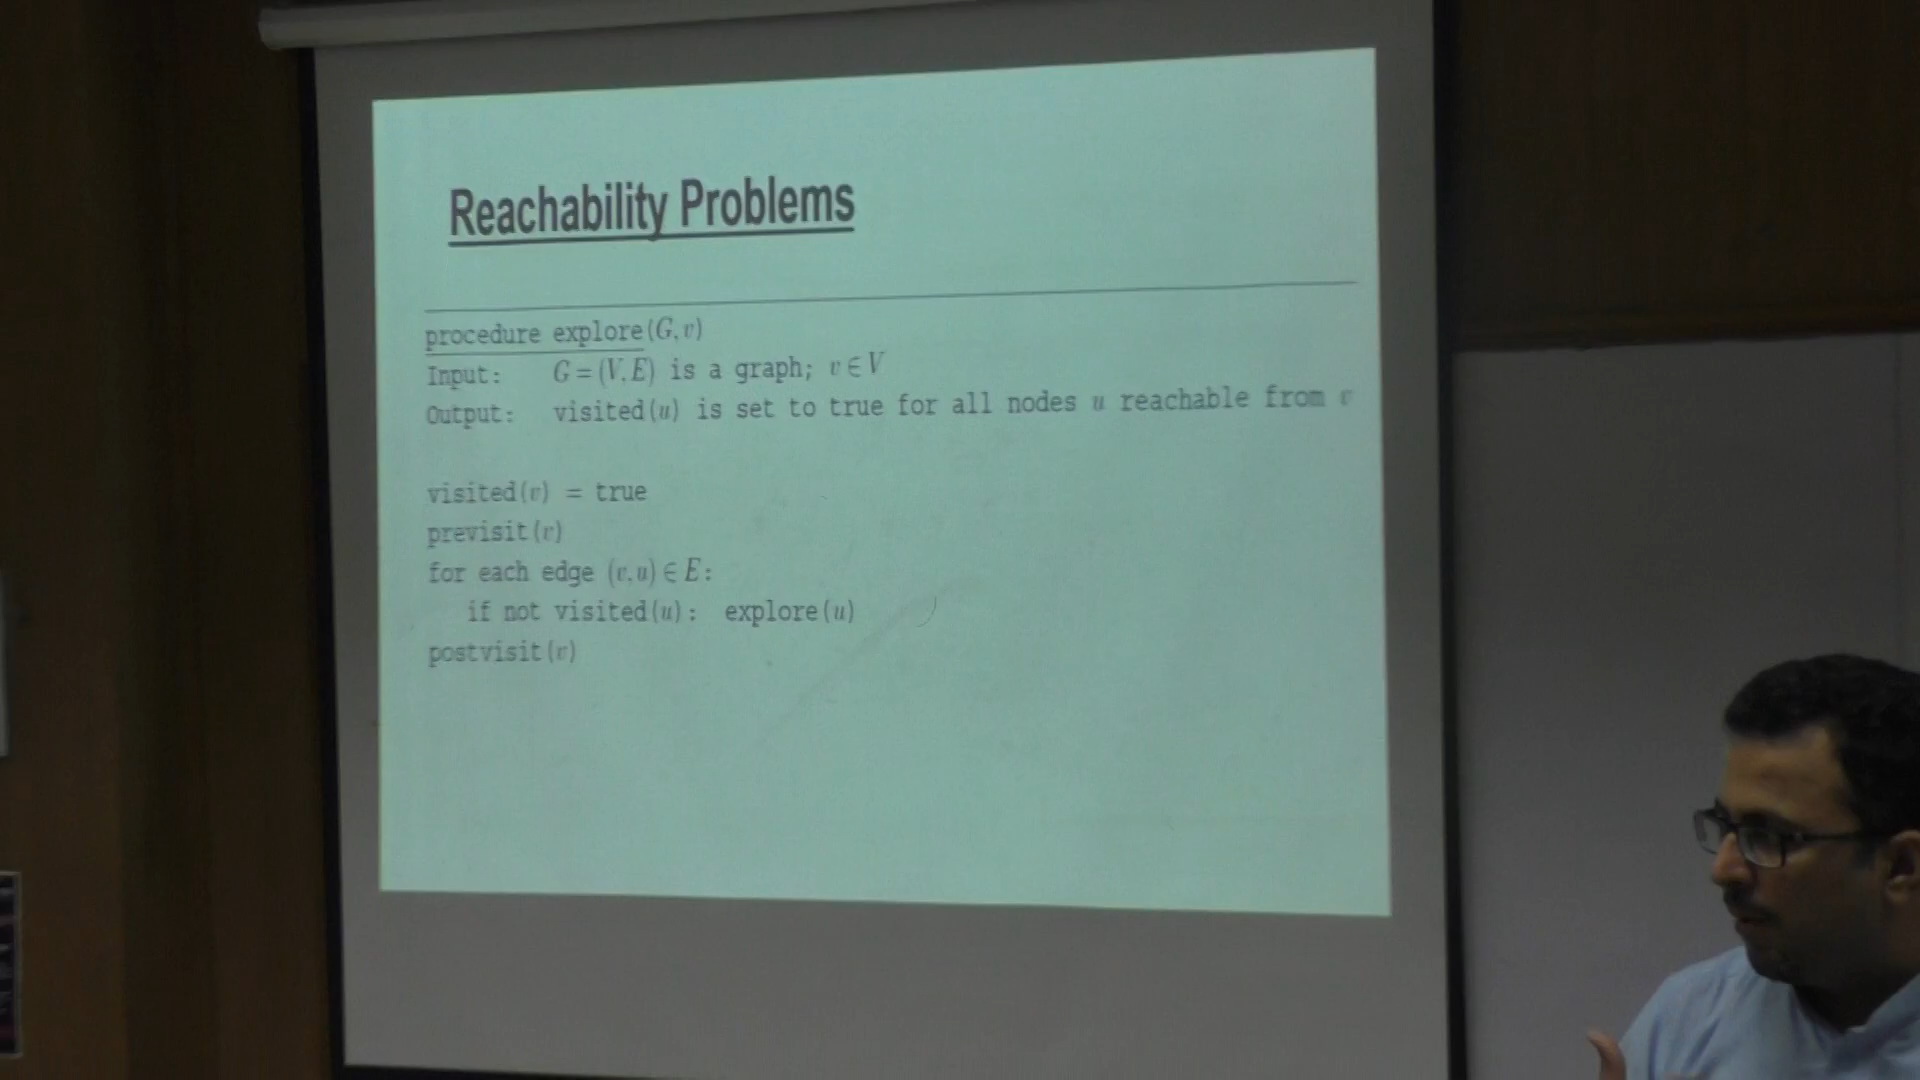 Reachability Problems
procedure explore(G, v)
Input: G = (V, E) is a graph; v ∈ V
Output: visited(u) is set to true for all nodes u reachable from v
visited(v) = true
previsit(v)
for each edge (v, u) ∈ E:
if not visited(u): explore(u)
postvisit(v)